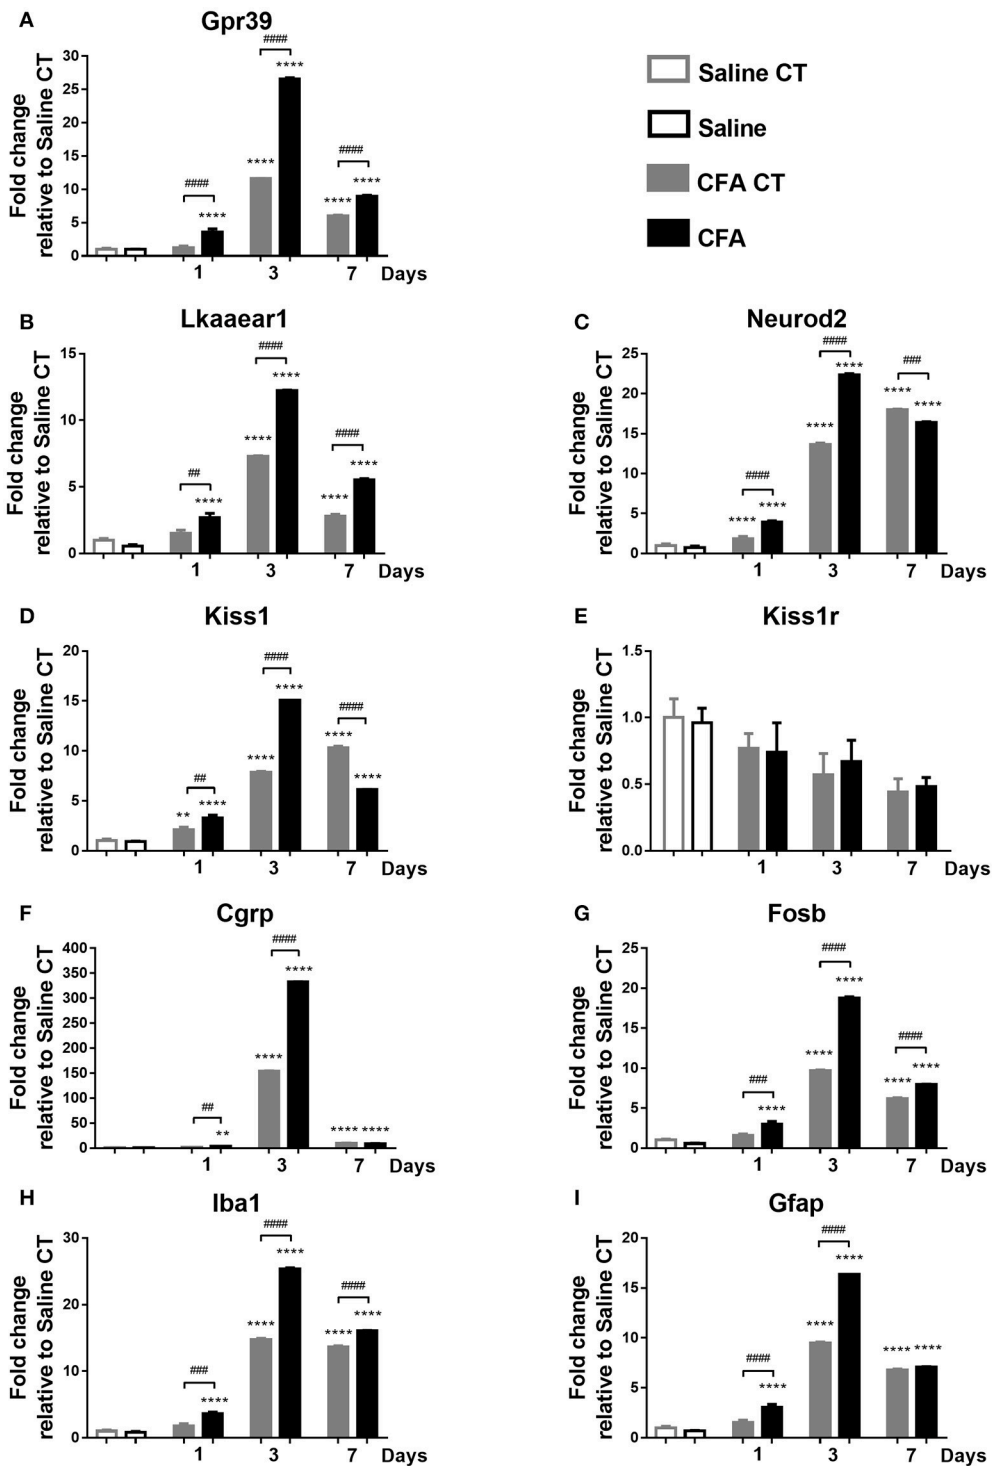 A
Gpr39
Fold change
relative to Saline CT
30
25
20
15
10
5
0
####
****
####
****
####
****
****
****
1
3
7
Days
Saline CT
Saline
CFA CT
CFA
B
Lkaaear1
Fold change
relative to Saline CT
15
10
5
0
##
****
####
****
****
####
****
****
1
3
7
Days
C
Neurod2
Fold change
relative to Saline CT
25
20
15
10
5
0
####
****
****
####
****
****
###
****
****
1
3
7
Days
D
Kiss1
Fold change
relative to Saline CT
20
15
10
5
0
##
**
****
####
****
****
####
****
****
1
3
7
Days
E
Kiss1r
Fold change
relative to Saline CT
1.5
1.0
0.5
0.0
1
3
7
Days
F
Cgrp
Fold change
relative to Saline CT
400
350
300
250
200
150
100
50
0
##
**
####
****
****
****
****
1
3
7
Days
G
Fosb
Fold change
relative to Saline CT
25
20
15
10
5
0
###
****
####
****
****
####
****
****
1
3
7
Days
H
Iba1
Fold change
relative to Saline CT
30
20
10
0
###
****
####
****
****
####
****
****
1
3
7
Days
I
Gfap
Fold change
relative to Saline CT
20
15
10
5
0
####
****
####
****
****
****
****
1
3
7
Days